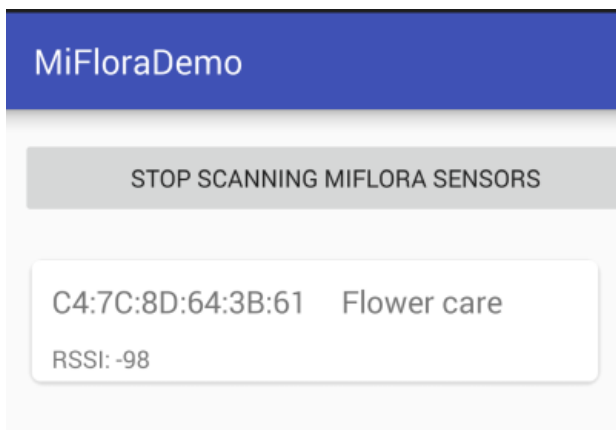 MiFloraDemo
STOP SCANNING MIFLORA SENSORS
C4:7C:8D:64:3B:61 Flower care
RSSI: -98